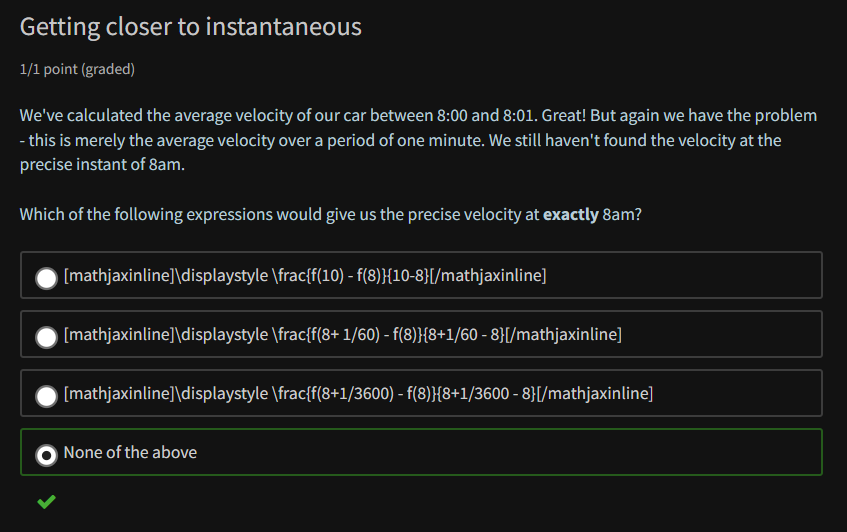 Getting closer to instantaneous
1/1 point (graded)
We've calculated the average velocity of our car between 8:00 and 8:01. Great! But again we have the problem
- this is merely the average velocity over a period of one minute. We still haven't found the velocity at the
precise instant of 8am.
Which of the following expressions would give us the precise velocity at exactly 8am?
[mathjaxinline]\displaystyle \frac{f(10) - f(8)}{10-8}[/mathjaxinline]
[mathjaxinline]\displaystyle \frac{f(8+ 1/60) - f(8)}{8+1/60 - 8}[/mathjaxinline]
[mathjaxinline]\displaystyle \frac{f(8+1/3600) - f(8)}{8+1/3600 - 8}[/mathjaxinline]
None of the above